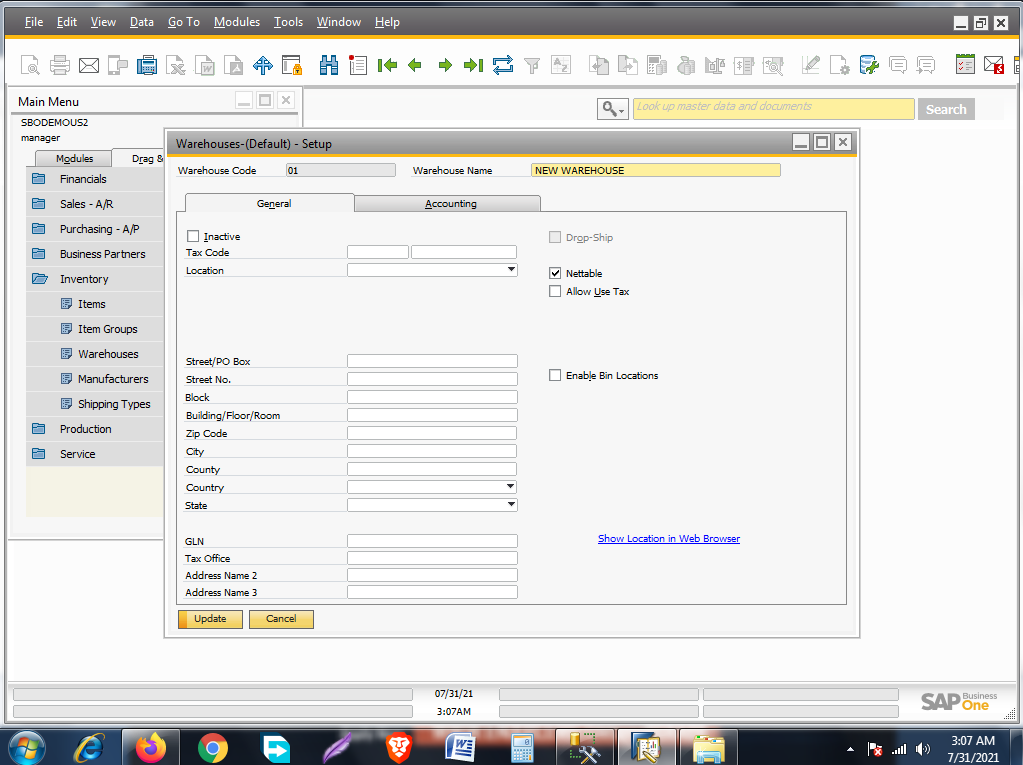 File Edit View Data Go To Modules Tools Window Help
Main Menu
Look up master data and documents Search
SBODEMOUS2
manager
Modules Drag &
Financials
Sales - A/R
Purchasing - A/P
Business Partners
Inventory
Items
Item Groups
Warehouses
Manufacturers
Shipping Types
Production
Service
Warehouses-(Default) - Setup
Warehouse Code 01 Warehouse Name NEW WAREHOUSE
General Accounting
Inactive Drop-Ship
Tax Code
Location Nettable
Allow Use Tax
Street/PO Box
Street No. Enable Bin Locations
Block
Building/Floor/Room
Zip Code
City
County
Country
State
GLN Show Location in Web Browser
Tax Office
Address Name 2
Address Name 3
Update Cancel
07/31/21
3:07AM
SAP Business One
3:07 AM
7/31/2021